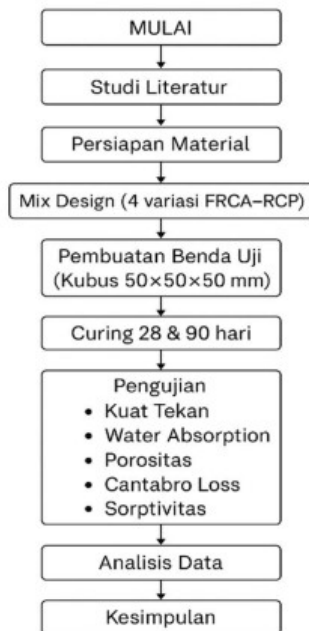 MULAI
Studi Literatur
Persiapan Material
Mix Design (4 variasi FRCA–RCP)
Pembuatan Benda Uji
(Kubus 50×50×50 mm)
Curing 28 & 90 hari
Pengujian
• Kuat Tekan
• Water Absorption
• Porositas
• Cantabro Loss
• Sorptivitas
Analisis Data
Kesimpulan